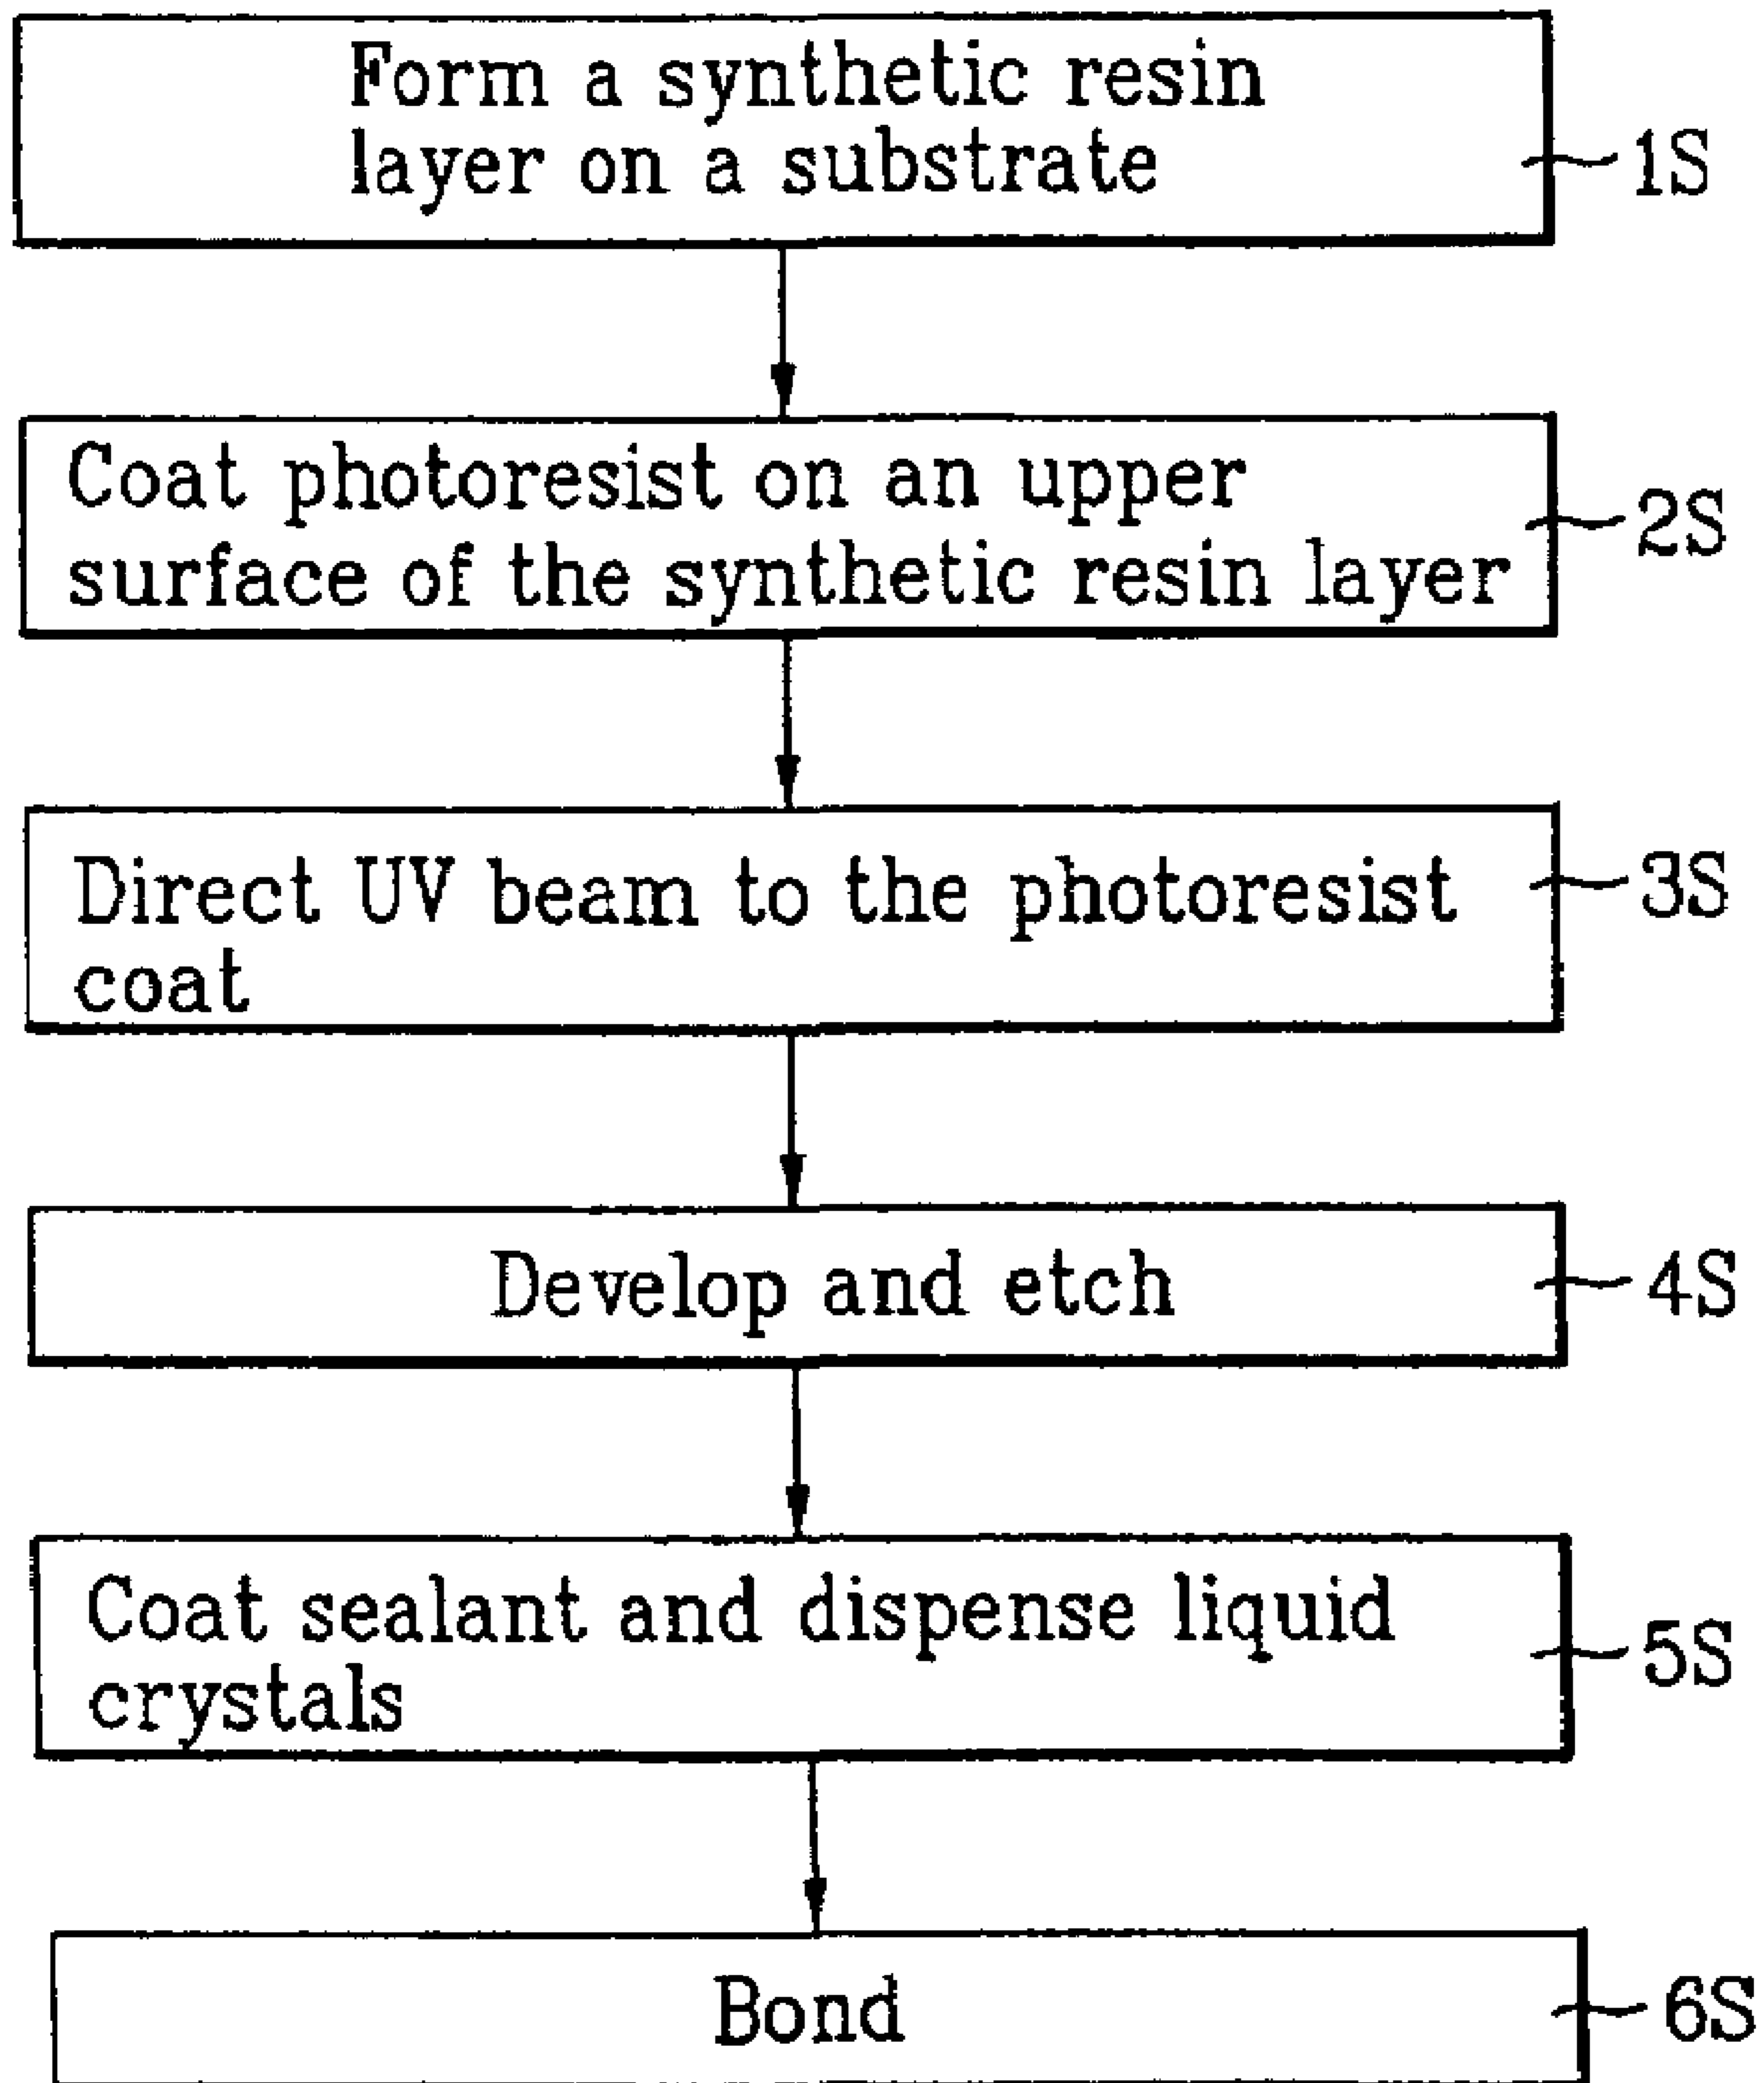 Form a synthetic resin
layer on a substrate
1S
Coat photoresist on an upper
surface of the synthetic resin layer
2S
Direct UV beam to the photoresist
coat
3S
Develop and etch
4S
Coat sealant and dispense liquid
crystals
5S
Bond
6S